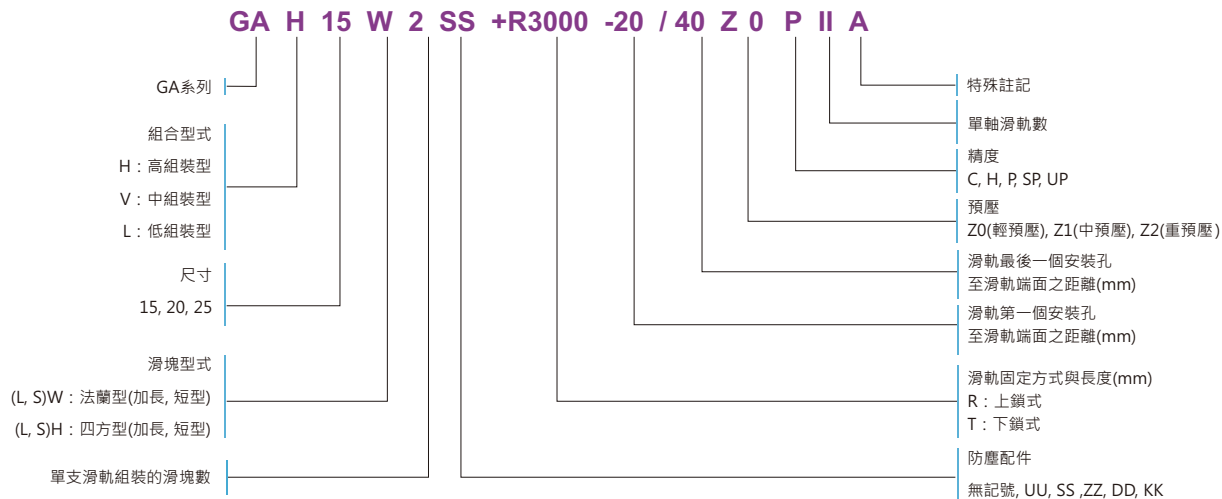 GA H 15 W 2 SS +R3000 -20 / 40 Z 0 P II A
GA系列
組合型式
H：高組裝型
V：中組裝型
L：低組裝型
尺寸
15, 20, 25
滑塊型式
(L, S)W：法蘭型(加長, 短型)
(L, S)H：四方型(加長, 短型)
單支滑軌組裝的滑塊數
特殊註記
單軸滑軌數
精度
C, H, P, SP, UP
預壓
Z0(輕預壓), Z1(中預壓), Z2(重預壓)
滑軌最後一個安裝孔
至滑軌端面之距離(mm)
滑軌第一個安裝孔
至滑軌端面之距離(mm)
滑軌固定方式與長度(mm)
R：上鎖式
T：下鎖式
防塵配件
無記號, UU, SS ,ZZ, DD, KK